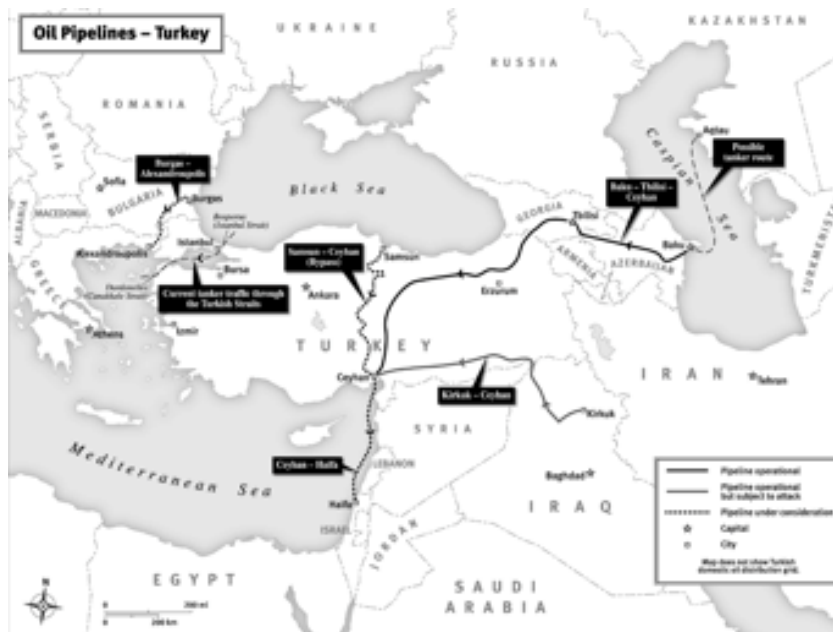 Oil Pipelines – Turkey
UKRAINE
KAZAKHSTAN
RUSSIA
ROMANIA
SERBIA
Burgas –
Alexandroupolis
Sofia
BULGARIA
Burgas
Black Sea
Caspian
Sea
Aqtau
Possible
tanker route
Baku – Tbilisi –
Ceyhan
GEORGIA
Tbilisi
Baku
ARMENIA
AZERBAIJAN
TURKMENISTAN
ALBANIA
MACEDONIA
Bosporus
(Istanbul Strait)
Alexandroupolis
Istanbul
Samsun – Ceyhan
(Bypass)
Samsun
GREECE
Dardanelles
(Canakkale Strait)
Bursa
Current tanker traffic through
the Turkish Straits
Ankara
Erzurum
Athens
Izmir
TURKEY
Ceyhan
IRAN
Tehran
Kirkuk – Ceyhan
Kirkuk
SYRIA
Mediterranean Sea
Ceyhan – Haifa
LEBANON
Baghdad
Haifa
IRAQ
ISRAEL
JORDAN
EGYPT
SAUDI
ARABIA
Pipeline operational
Pipeline operational
but subject to attack
Pipeline under consideration
Capital
City
Map does not show Turkish
domestic oil distribution grid.
N
0 200 mi
0 200 km